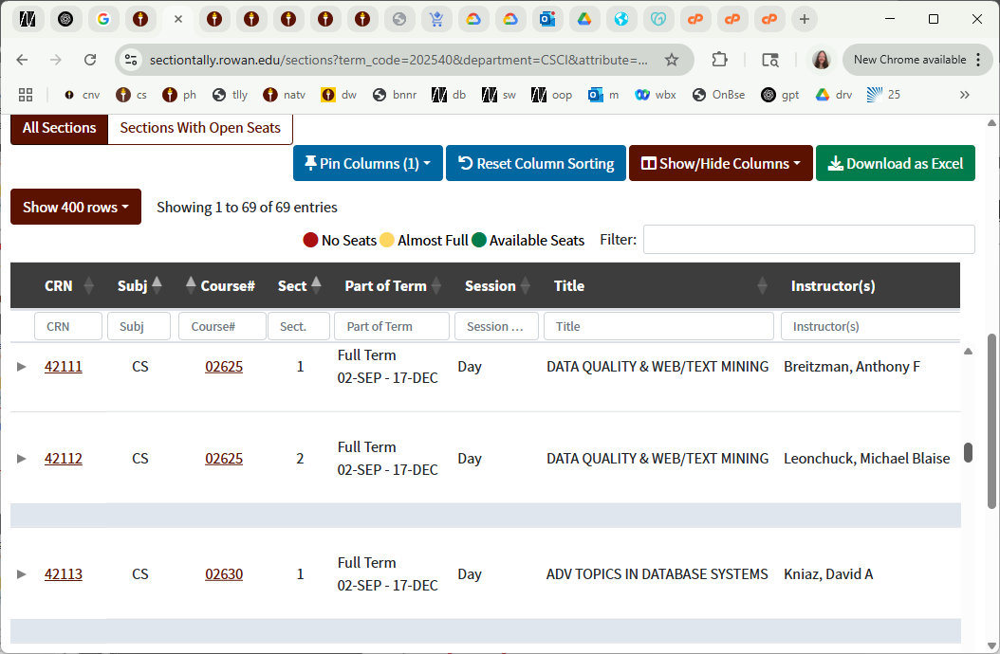 sectiontally.rowan.edu/sections?term_code=202540&department=CSCI&attribute=...
New Chrome available
cnv cs ph tlly natv dw bnnr db sw oop m wbx OnBse gpt drv 25
All Sections Sections With Open Seats
Pin Columns (1) Reset Column Sorting Show/Hide Columns Download as Excel
Show 400 rows Showing 1 to 69 of 69 entries
No Seats Almost Full Available Seats Filter:
CRN Subj Course# Sect Part of Term Session Title Instructor(s)
CRN Subj Course# Sect. Part of Term Session ... Title Instructor(s)
Full Term
42111 CS 02625 1 DATA QUALITY & WEB/TEXT MINING Breitzman, Anthony F
02-SEP - 17-DEC Day
Full Term
42112 CS 02625 2 Day DATA QUALITY & WEB/TEXT MINING Leonchuck, Michael Blaise
02-SEP - 17-DEC
Full Term
42113 CS 02630 1 Day ADV TOPICS IN DATABASE SYSTEMS Kniaz, David A
02-SEP - 17-DEC